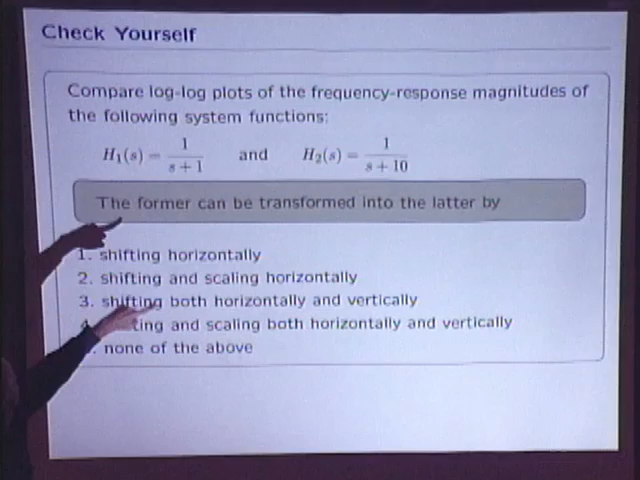 Check Yourself
Compare log-log plots of the frequency-response magnitudes of
the following system functions:
H₁(s) = 1/(s + 1) and H₂(s) = 1/(s + 10)
The former can be transformed into the latter by
1. shifting horizontally
2. shifting and scaling horizontally
3. shifting both horizontally and vertically
and scaling both horizontally and vertically
none of the above